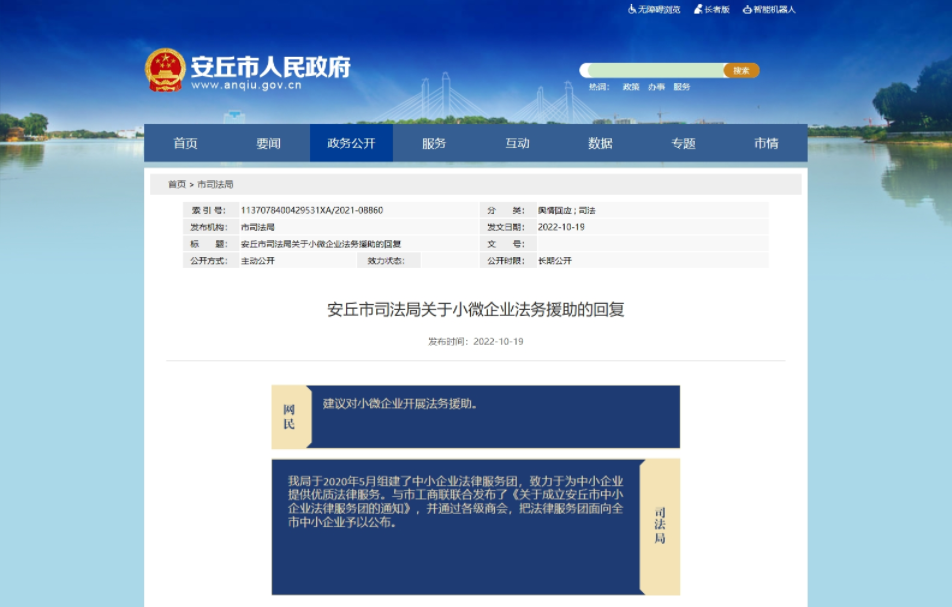 无障碍浏览 长者版 智能机器人
安丘市人民政府
www.anqiu.gov.cn
搜索
热词： 政策 办事 服务
首页 要闻 政务公开 服务 互动 数据 专题 市情
首页 > 市司法局
索 引 号： 1137078400429531XA/2021-08860 分 类： 舆情回应 ; 司法
发布机构： 市司法局 发文日期： 2022-10-19
标 题： 安丘市司法局关于小微企业法务援助的回复 文 号：
公开方式： 主动公开 效力状态： 公开时限： 长期公开
安丘市司法局关于小微企业法务援助的回复
发布时间：2022-10-19
网民
建议对小微企业开展法务援助。
我局于2020年5月组建了中小企业法律服务团，致力于为中小企业
提供优质法律服务。与市工商联联合发布了《关于成立安丘市中小
企业法律服务团的通知》，并通过各级商会，把法律服务团面向全
市中小企业予以公布。
司法局